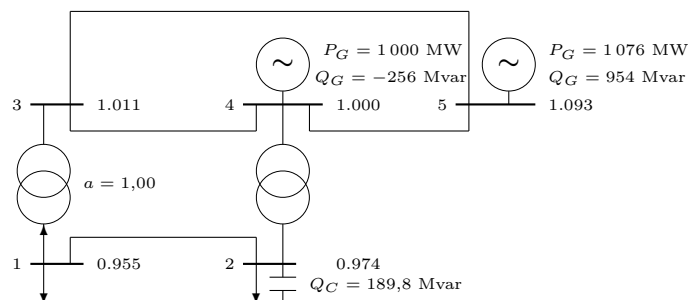 P_G = 1 000 MW
P_G = 1 076 MW
Q_G = −256 Mvar
Q_G = 954 Mvar
∼
∼
3
1.011
4
1.000
5
1.093
a = 1,00
1
0.955
2
0.974
Q_C = 189,8 Mvar